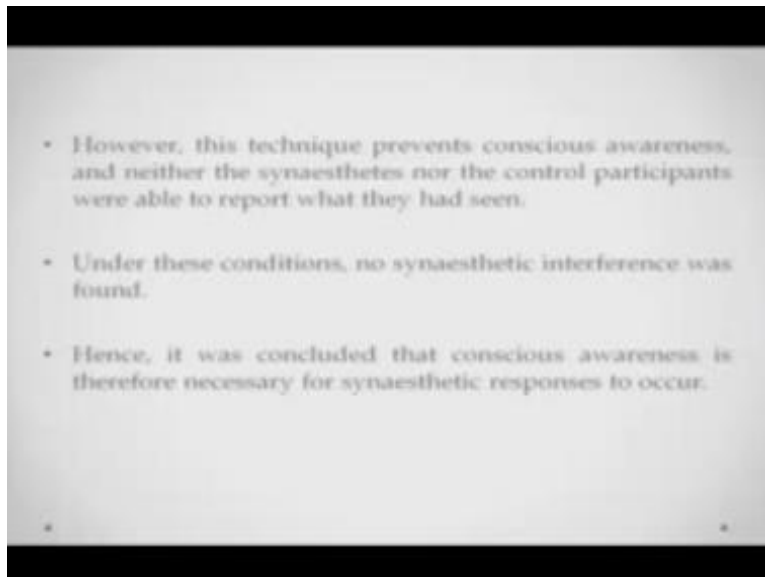 • However, this technique prevents conscious awareness,
and neither the synaesthetes nor the control participants
were able to report what they had seen.
• Under these conditions, no synaesthetic interference was
found.
• Hence, it was concluded that conscious awareness is
therefore necessary for synaesthetic responses to occur.